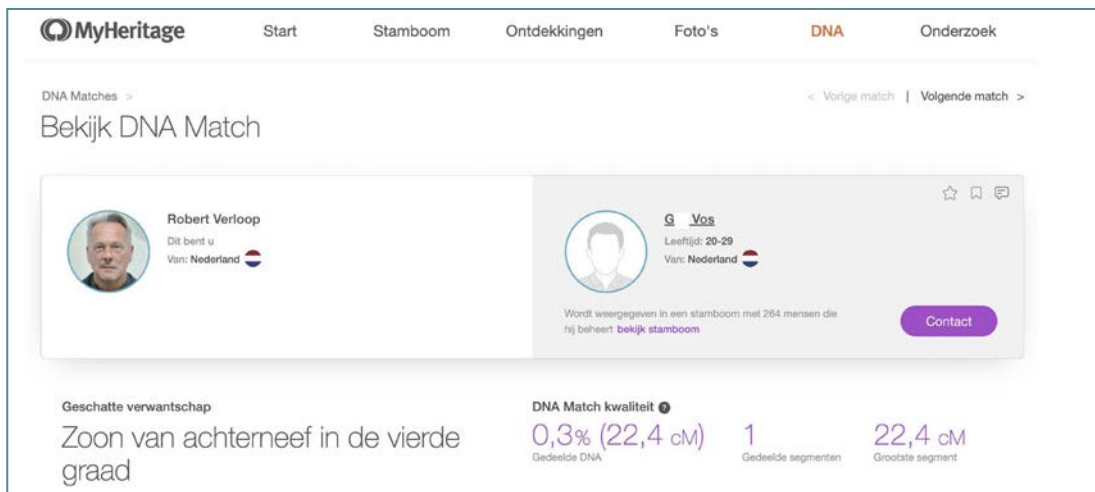 MyHeritage Start Stamboom Ontdekkingen Foto's DNA Onderzoek
DNA Matches >
< Vorige match | Volgende match >
Bekijk DNA Match
Robert Verloop
Dit bent u
Van: Nederland
G Vos
Leeftijd: 20-29
Van: Nederland
Wordt weergegeven in een stamboom met 264 mensen die
hij beheert bekijk stamboom
Contact
Geschatte verwantschap
Zoon van achterneef in de vierde
graad
DNA Match kwaliteit ?
0,3% (22,4 cM) 1 22,4 cM
Gedeelde DNA Gedeelde segmenten Grootste segment